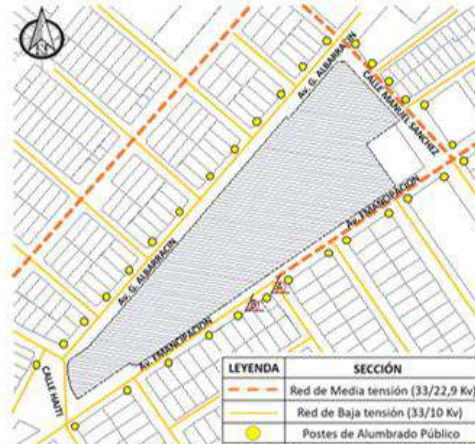 Av. G. ALBARRACIN
CALLE MANUEL SANCHEZ
Av. EMANCIPACION
Av. G. ALBARRACIN
Av. EMANCIPACION
CALLE HAITI
LEYENDA SECCIÓN
Red de Media tensión (33/22,9 Kv)
Red de Baja tensión (33/10 Kv)
Postes de Alumbrado Público